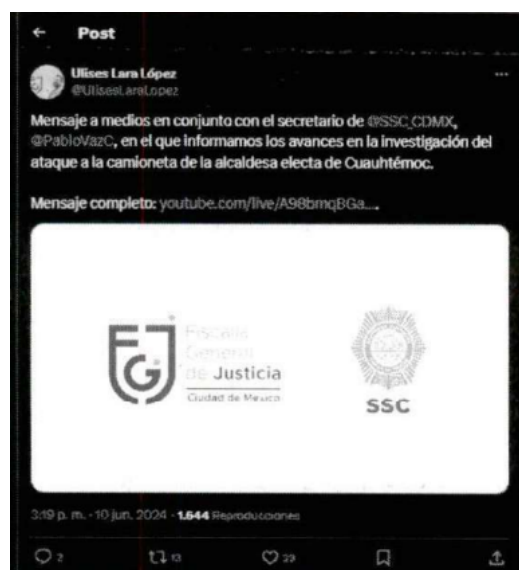 Post
Ulises Lara López
@UlisesLaraLopez
Mensaje a medios en conjunto con el secretario de @SSC_CDMX,
@PabloVazC, en el que informamos los avances en la investigación del
ataque a la camioneta de la alcaldesa electa de Cuauhtémoc.
Mensaje completo: youtube.com/live/A98bmqBGa...
FGJ
Fiscalía
General
de Justicia
Ciudad de México
SSC
3:19 p. m. · 10 jun. 2024 · 1.644 Reproducciones
2 13 29